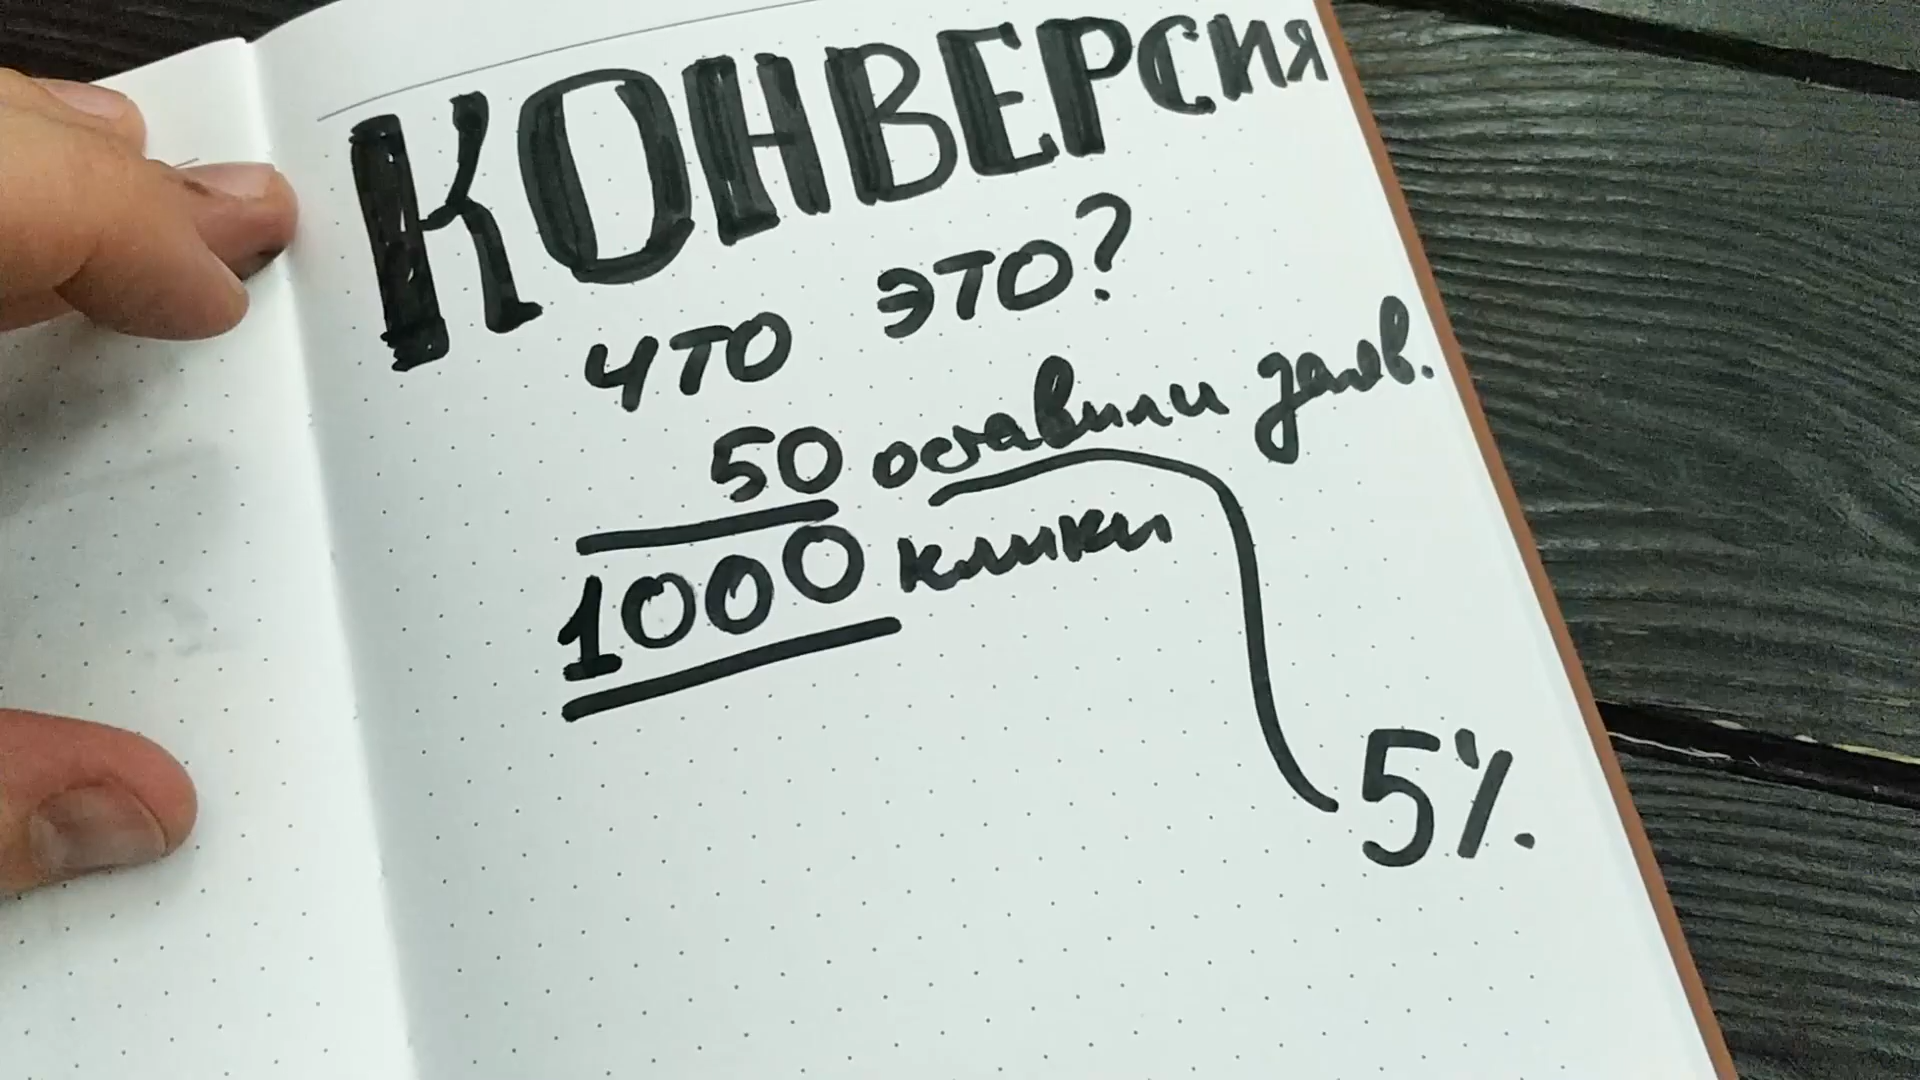 КОНВЕРСИЯ
ЧТО ЭТО?
50 оставили заяв.
1000 клики
5%